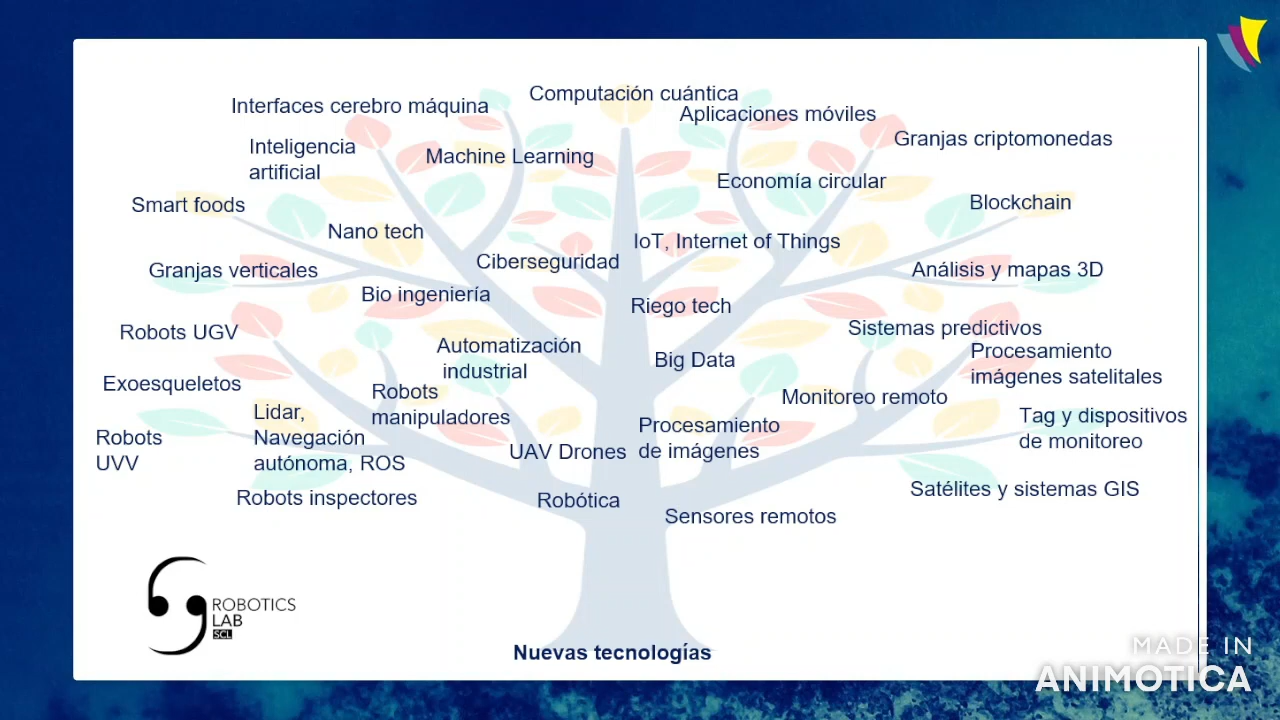 Computación cuántica
Interfaces cerebro máquina
Aplicaciones móviles
Granjas criptomonedas
Inteligencia
artificial
Machine Learning
Economía circular
Smart foods
Blockchain
Nano tech
IoT, Internet of Things
Ciberseguridad
Granjas verticales
Análisis y mapas 3D
Bio ingeniería
Riego tech
Robots UGV
Sistemas predictivos
Automatización
industrial
Big Data
Procesamiento
imágenes satelitales
Exoesqueletos
Robots
manipuladores
Monitoreo remoto
Lidar,
Navegación
autónoma, ROS
Tag y dispositivos
de monitoreo
Robots
UVV
UAV Drones
Procesamiento
de imágenes
Robots inspectores
Robótica
Satélites y sistemas GIS
Sensores remotos
ROBOTICS
LAB
SCL
Nuevas tecnologías
MADE IN
ANIMOTICA